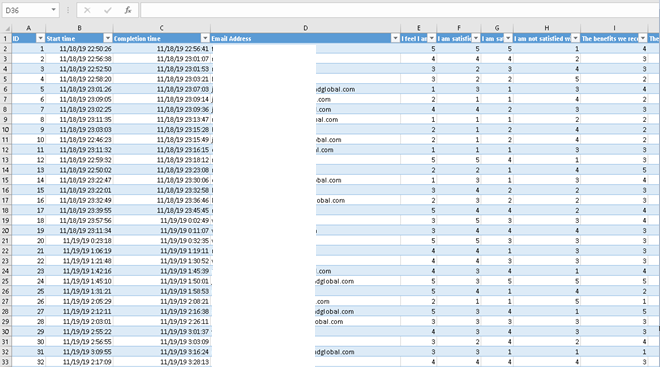 D36
A B C D E F G H I
1 ID Start time Completion time Email Address I feel I am I am satisfi I am sat I am not satisfied w The benefits we rec The
2 1 11/18/19 22:50:26 11/18/19 22:56:41 5 5 5 1 4
3 2 11/18/19 22:56:38 11/18/19 23:01:07 4 4 4 2 3
4 3 11/18/19 22:52:50 11/18/19 23:01:53 3 2 3 4 3
5 4 11/18/19 22:58:20 11/18/19 23:03:21 3 2 2 5 2
6 5 11/18/19 23:01:26 11/18/19 23:07:03 dglobal.com 1 3 1 3 4
7 6 11/18/19 23:09:05 11/18/19 23:09:14 .com 2 1 1 4 2
8 7 11/18/19 23:02:25 11/18/19 23:09:36 .com 4 4 2 3 3
9 8 11/18/19 23:11:35 11/18/19 23:13:47 obal.com 1 1 1 2 2
10 9 11/18/19 23:03:03 11/18/19 23:15:28 2 1 2 4 2
11 10 11/18/19 22:46:23 11/18/19 23:15:49 dglobal.com 2 1 2 4 2
12 11 11/18/19 23:11:32 11/18/19 23:16:15 .com 1 1 1 3 3
13 12 11/18/19 22:59:32 11/18/19 23:18:12 5 5 4 1 3
14 13 11/18/19 22:50:02 11/18/19 23:23:08 2 2 1 4 5
15 14 11/18/19 22:22:47 11/18/19 23:30:06 global.com 1 3 1 3 4
16 15 11/18/19 23:22:01 11/18/19 23:32:58 3 4 2 2 3
17 16 11/18/19 23:32:49 11/18/19 23:36:46 global.com 2 3 2 2 3
18 17 11/18/19 23:39:55 11/18/19 23:45:45 5 4 4 2 4
19 18 11/18/19 23:57:56 11/19/19 0:02:49 3 5 3 3 4
20 19 11/18/19 23:11:34 11/19/19 0:11:07 3 4 4 4 3
21 20 11/19/19 0:23:18 11/19/19 0:32:35 5 5 3 3 3
22 21 11/19/19 1:06:19 11/19/19 1:19:11 4 4 1 3 3
23 22 11/19/19 1:21:48 11/19/19 1:30:52 4 4 3 3 3
24 23 11/19/19 1:42:16 11/19/19 1:45:39 .com 4 3 4 1 4
25 24 11/19/19 1:45:10 11/19/19 1:50:01 dglobal.com 5 3 5 5 5
26 25 11/19/19 1:31:21 11/19/19 1:58:53 5 4 1 4 2
27 26 11/19/19 2:05:29 11/19/19 2:08:21 .com 2 1 1 1 5
28 27 11/19/19 2:12:11 11/19/19 2:16:38 dglobal.com 5 3 4 1 5
29 28 11/19/19 2:03:01 11/19/19 2:26:11 obal.com 3 3 3 3 3
30 29 11/19/19 2:55:22 11/19/19 3:01:37 4 3 4 3 3
31 30 11/19/19 2:56:55 11/19/19 3:03:09 3 2 4 2 4
32 31 11/19/19 3:09:55 11/19/19 3:16:24 dglobal.com 3 3 1 1 1
33 32 11/19/19 2:17:09 11/19/19 3:28:13 4 4 4 3 4